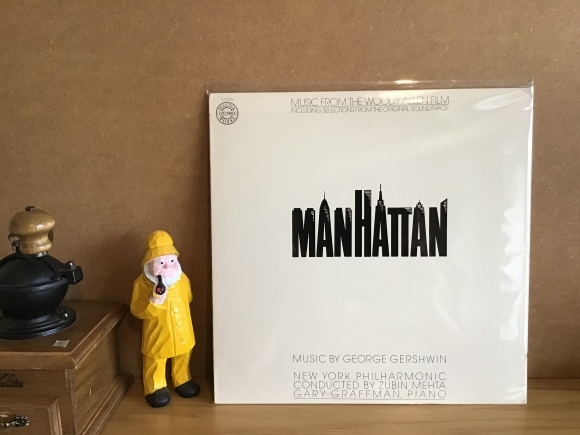 MUSIC FROM THE WOODY ALLEN FILM
INCLUDING SELECTIONS FROM THE ORIGINAL SOUNDTRACK
MANHATTAN
MUSIC BY GEORGE GERSHWIN
NEW YORK PHILHARMONIC
CONDUCTED BY ZUBIN MEHTA
GARY GRAFFMAN, PIANO